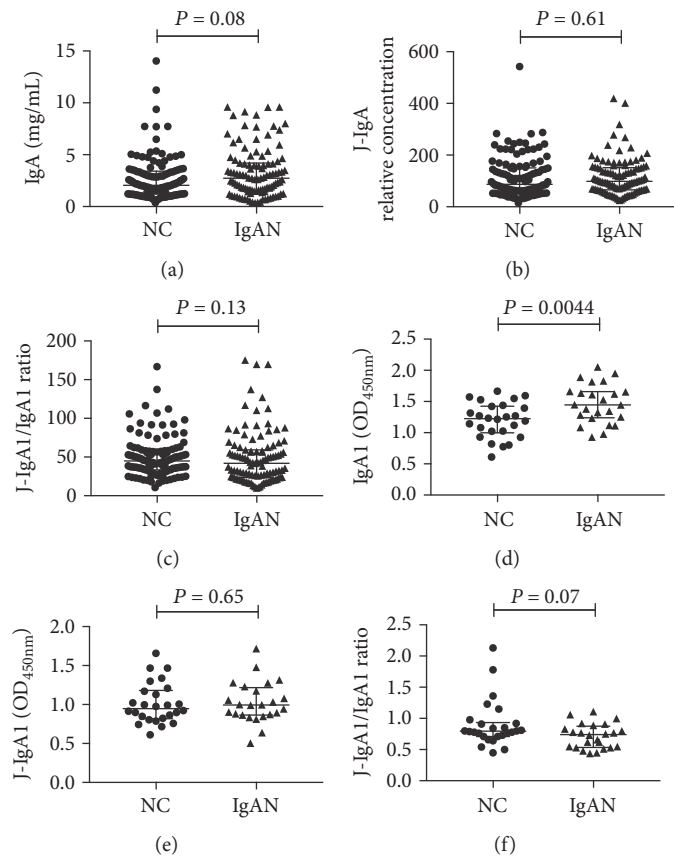 P = 0.08
15
10
5
0
IgA (mg/mL)
NC
IgAN
(a)
P = 0.61
600
400
200
0
J-IgA
relative concentration
NC
IgAN
(b)
P = 0.13
200
150
100
50
0
J-IgA1/IgA1 ratio
NC
IgAN
(c)
P = 0.0044
2.5
2.0
1.5
1.0
0.5
0.0
IgA1 (OD450nm)
NC
IgAN
(d)
P = 0.65
2.0
1.5
1.0
0.5
0.0
J-IgA1 (OD450nm)
NC
IgAN
(e)
P = 0.07
2.5
2.0
1.5
1.0
0.5
0.0
J-IgA1/IgA1 ratio
NC
IgAN
(f)